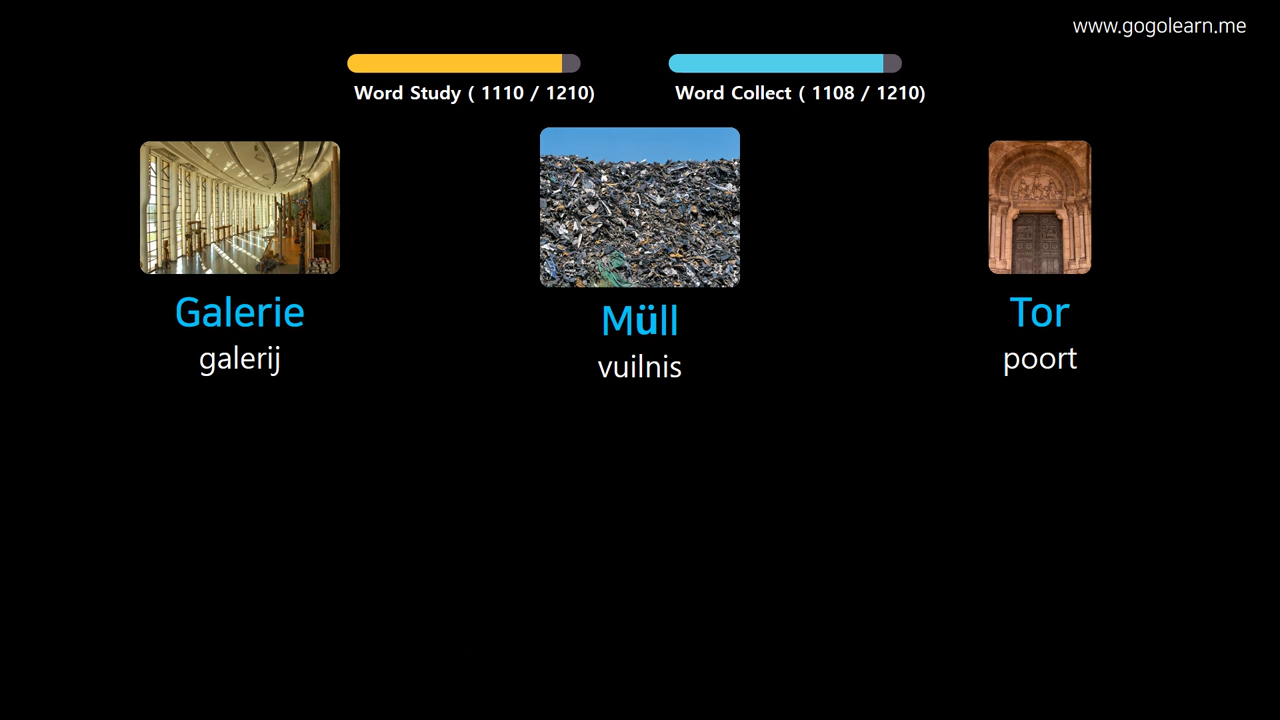 www.gogolearn.me
Word Study ( 1110 / 1210)
Word Collect ( 1108 / 1210)
Galerie
galerij
Müll
vuilnis
Tor
poort